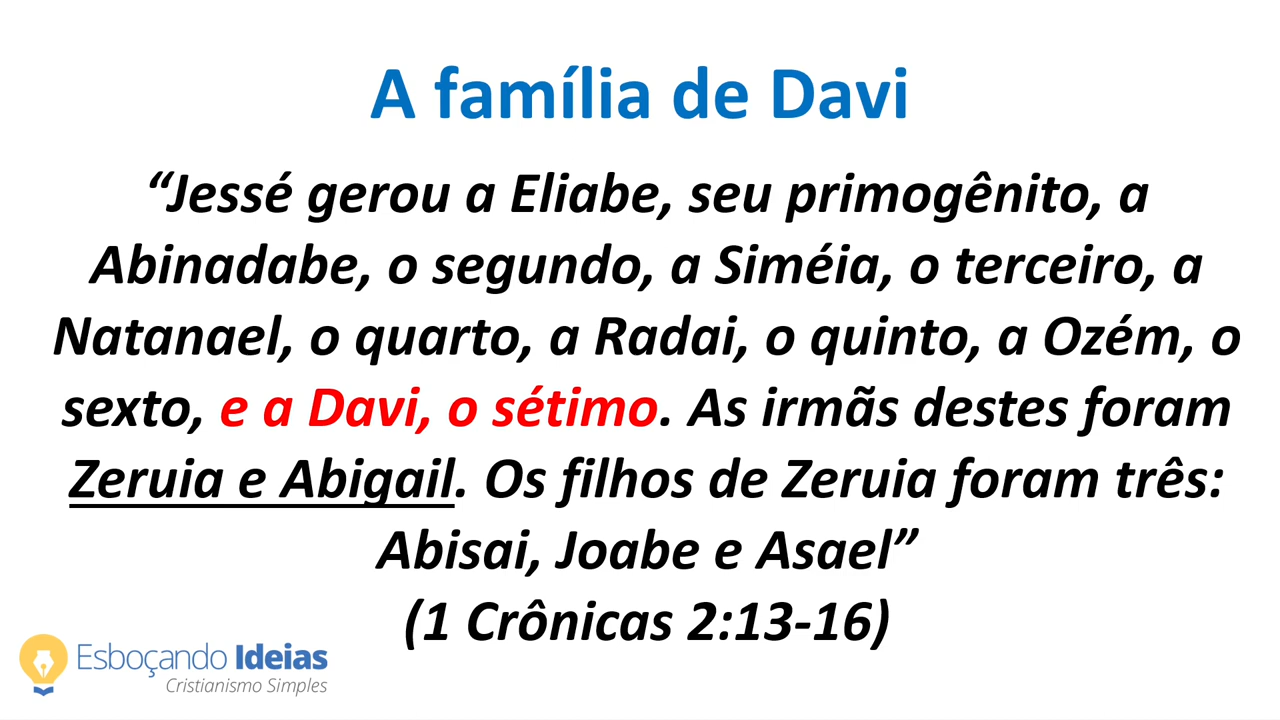 A família de Davi
“Jessé gerou a Eliabe, seu primogênito, a
Abinadabe, o segundo, a Siméia, o terceiro, a
Natanael, o quarto, a Radai, o quinto, a Ozém, o
sexto, e a Davi, o sétimo. As irmãs destes foram
Zeruia e Abigail. Os filhos de Zeruia foram três:
Abisai, Joabe e Asael”
(1 Crônicas 2:13-16)
Esboçando Ideias
Cristianismo Simples